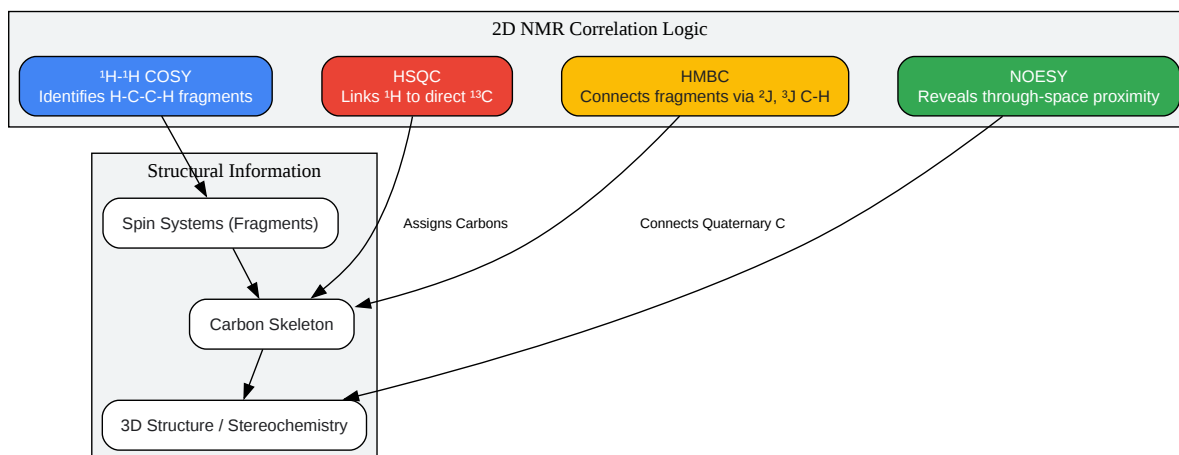 2D NMR Correlation Logic
¹H-¹H COSY
Identifies H-C-C-H fragments
HSQC
Links ¹H to direct ¹³C
HMBC
Connects fragments via ²J, ³J C-H
NOESY
Reveals through-space proximity
Structural Information
Spin Systems (Fragments)
Assigns Carbons
Connects Quaternary C
Carbon Skeleton
3D Structure / Stereochemistry